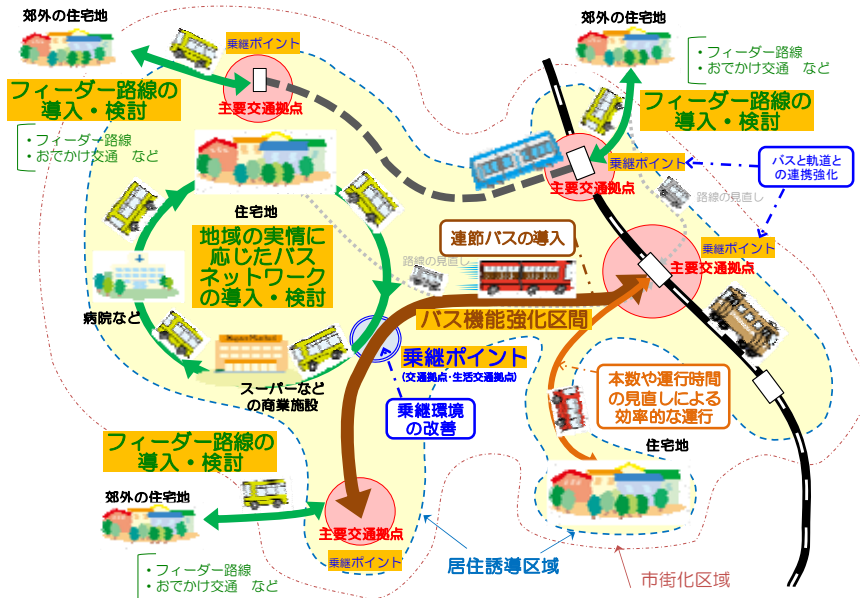 郊外の住宅地
乗継ポイント
主要交通拠点
フィーダー路線の
導入・検討
・フィーダー路線
・おでかけ交通　など
郊外の住宅地
・フィーダー路線
・おでかけ交通　など
フィーダー路線の
導入・検討
乗継ポイント
主要交通拠点
バスと軌道と
の連携強化
路線の見直し
乗継ポイント
主要交通拠点
住宅地
地域の実情に
応じたバス
ネットワーク
の導入・検討
連節バスの導入
路線の見直し
バス機能強化区間
病院など
スーパーなど
の商業施設
乗継ポイント
(交通拠点・生活交通拠点)
乗継環境
の改善
本数や運行時間
の見直しによる
効率的な運行
住宅地
フィーダー路線の
導入・検討
郊外の住宅地
主要交通拠点
乗継ポイント
・フィーダー路線
・おでかけ交通　など
居住誘導区域
市街化区域